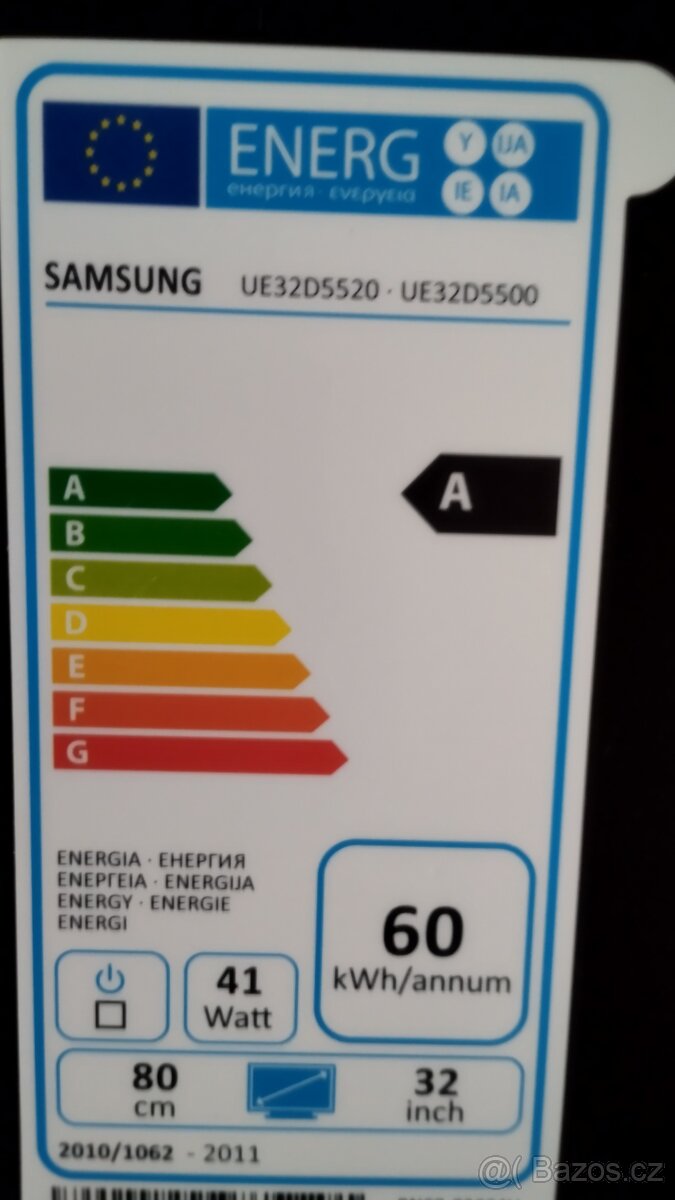 ENERG Y IJA
енергия · ενεργεια IE IA
SAMSUNG UE32D5520 · UE32D5500
A A
B
C
D
E
F
G
ENERGIA · ЕНЕРГИЯ
ΕΝΕΡΓΕΙΑ · ENERGIJA
ENERGY · ENERGIE
ENERGI
60
kWh/annum
41
Watt
80
cm
32
inch
2010/1062 - 2011
@( Bazos.cz